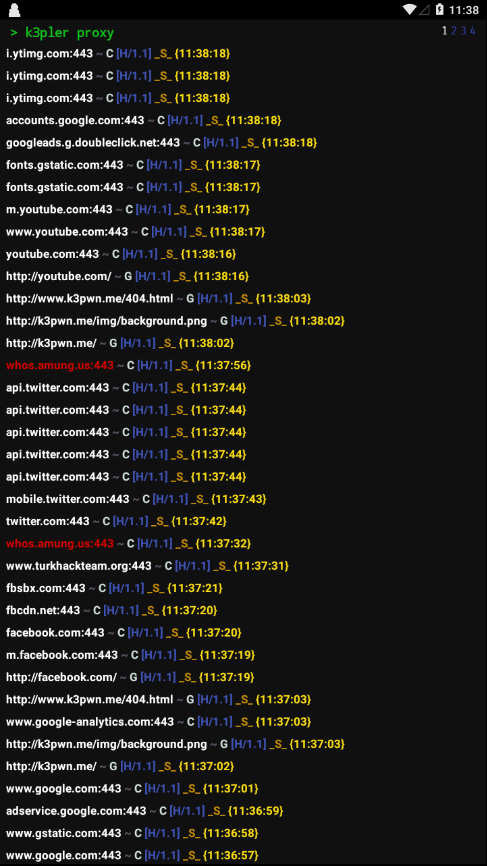 11:38
> k3pler proxy
1 2 3 4
i.ytimg.com:443 ~ C [H/1.1] _S_ {11:38:18}
i.ytimg.com:443 ~ C [H/1.1] _S_ {11:38:18}
i.ytimg.com:443 ~ C [H/1.1] _S_ {11:38:18}
accounts.google.com:443 ~ C [H/1.1] _S_ {11:38:18}
googleads.g.doubleclick.net:443 ~ C [H/1.1] _S_ {11:38:18}
fonts.gstatic.com:443 ~ C [H/1.1] _S_ {11:38:17}
fonts.gstatic.com:443 ~ C [H/1.1] _S_ {11:38:17}
m.youtube.com:443 ~ C [H/1.1] _S_ {11:38:17}
www.youtube.com:443 ~ C [H/1.1] _S_ {11:38:17}
youtube.com:443 ~ C [H/1.1] _S_ {11:38:16}
http://youtube.com/ ~ G [H/1.1] _S_ {11:38:16}
http://www.k3pwn.me/404.html ~ G [H/1.1] _S_ {11:38:03}
http://k3pwn.me/img/background.png ~ G [H/1.1] _S_ {11:38:02}
http://k3pwn.me/ ~ G [H/1.1] _S_ {11:38:02}
whos.amung.us:443 ~ C [H/1.1] _S_ {11:37:56}
api.twitter.com:443 ~ C [H/1.1] _S_ {11:37:44}
api.twitter.com:443 ~ C [H/1.1] _S_ {11:37:44}
api.twitter.com:443 ~ C [H/1.1] _S_ {11:37:44}
api.twitter.com:443 ~ C [H/1.1] _S_ {11:37:44}
api.twitter.com:443 ~ C [H/1.1] _S_ {11:37:44}
mobile.twitter.com:443 ~ C [H/1.1] _S_ {11:37:43}
twitter.com:443 ~ C [H/1.1] _S_ {11:37:42}
whos.amung.us:443 ~ C [H/1.1] _S_ {11:37:32}
www.turkhackteam.org:443 ~ C [H/1.1] _S_ {11:37:31}
fbsbx.com:443 ~ C [H/1.1] _S_ {11:37:21}
fbcdn.net:443 ~ C [H/1.1] _S_ {11:37:20}
facebook.com:443 ~ C [H/1.1] _S_ {11:37:20}
m.facebook.com:443 ~ C [H/1.1] _S_ {11:37:19}
http://facebook.com/ ~ G [H/1.1] _S_ {11:37:19}
http://www.k3pwn.me/404.html ~ G [H/1.1] _S_ {11:37:03}
www.google-analytics.com:443 ~ C [H/1.1] _S_ {11:37:03}
http://k3pwn.me/img/background.png ~ G [H/1.1] _S_ {11:37:03}
http://k3pwn.me/ ~ G [H/1.1] _S_ {11:37:02}
www.google.com:443 ~ C [H/1.1] _S_ {11:37:01}
adservice.google.com:443 ~ C [H/1.1] _S_ {11:36:59}
www.gstatic.com:443 ~ C [H/1.1] _S_ {11:36:58}
www.google.com:443 ~ C [H/1.1] _S_ {11:36:57}